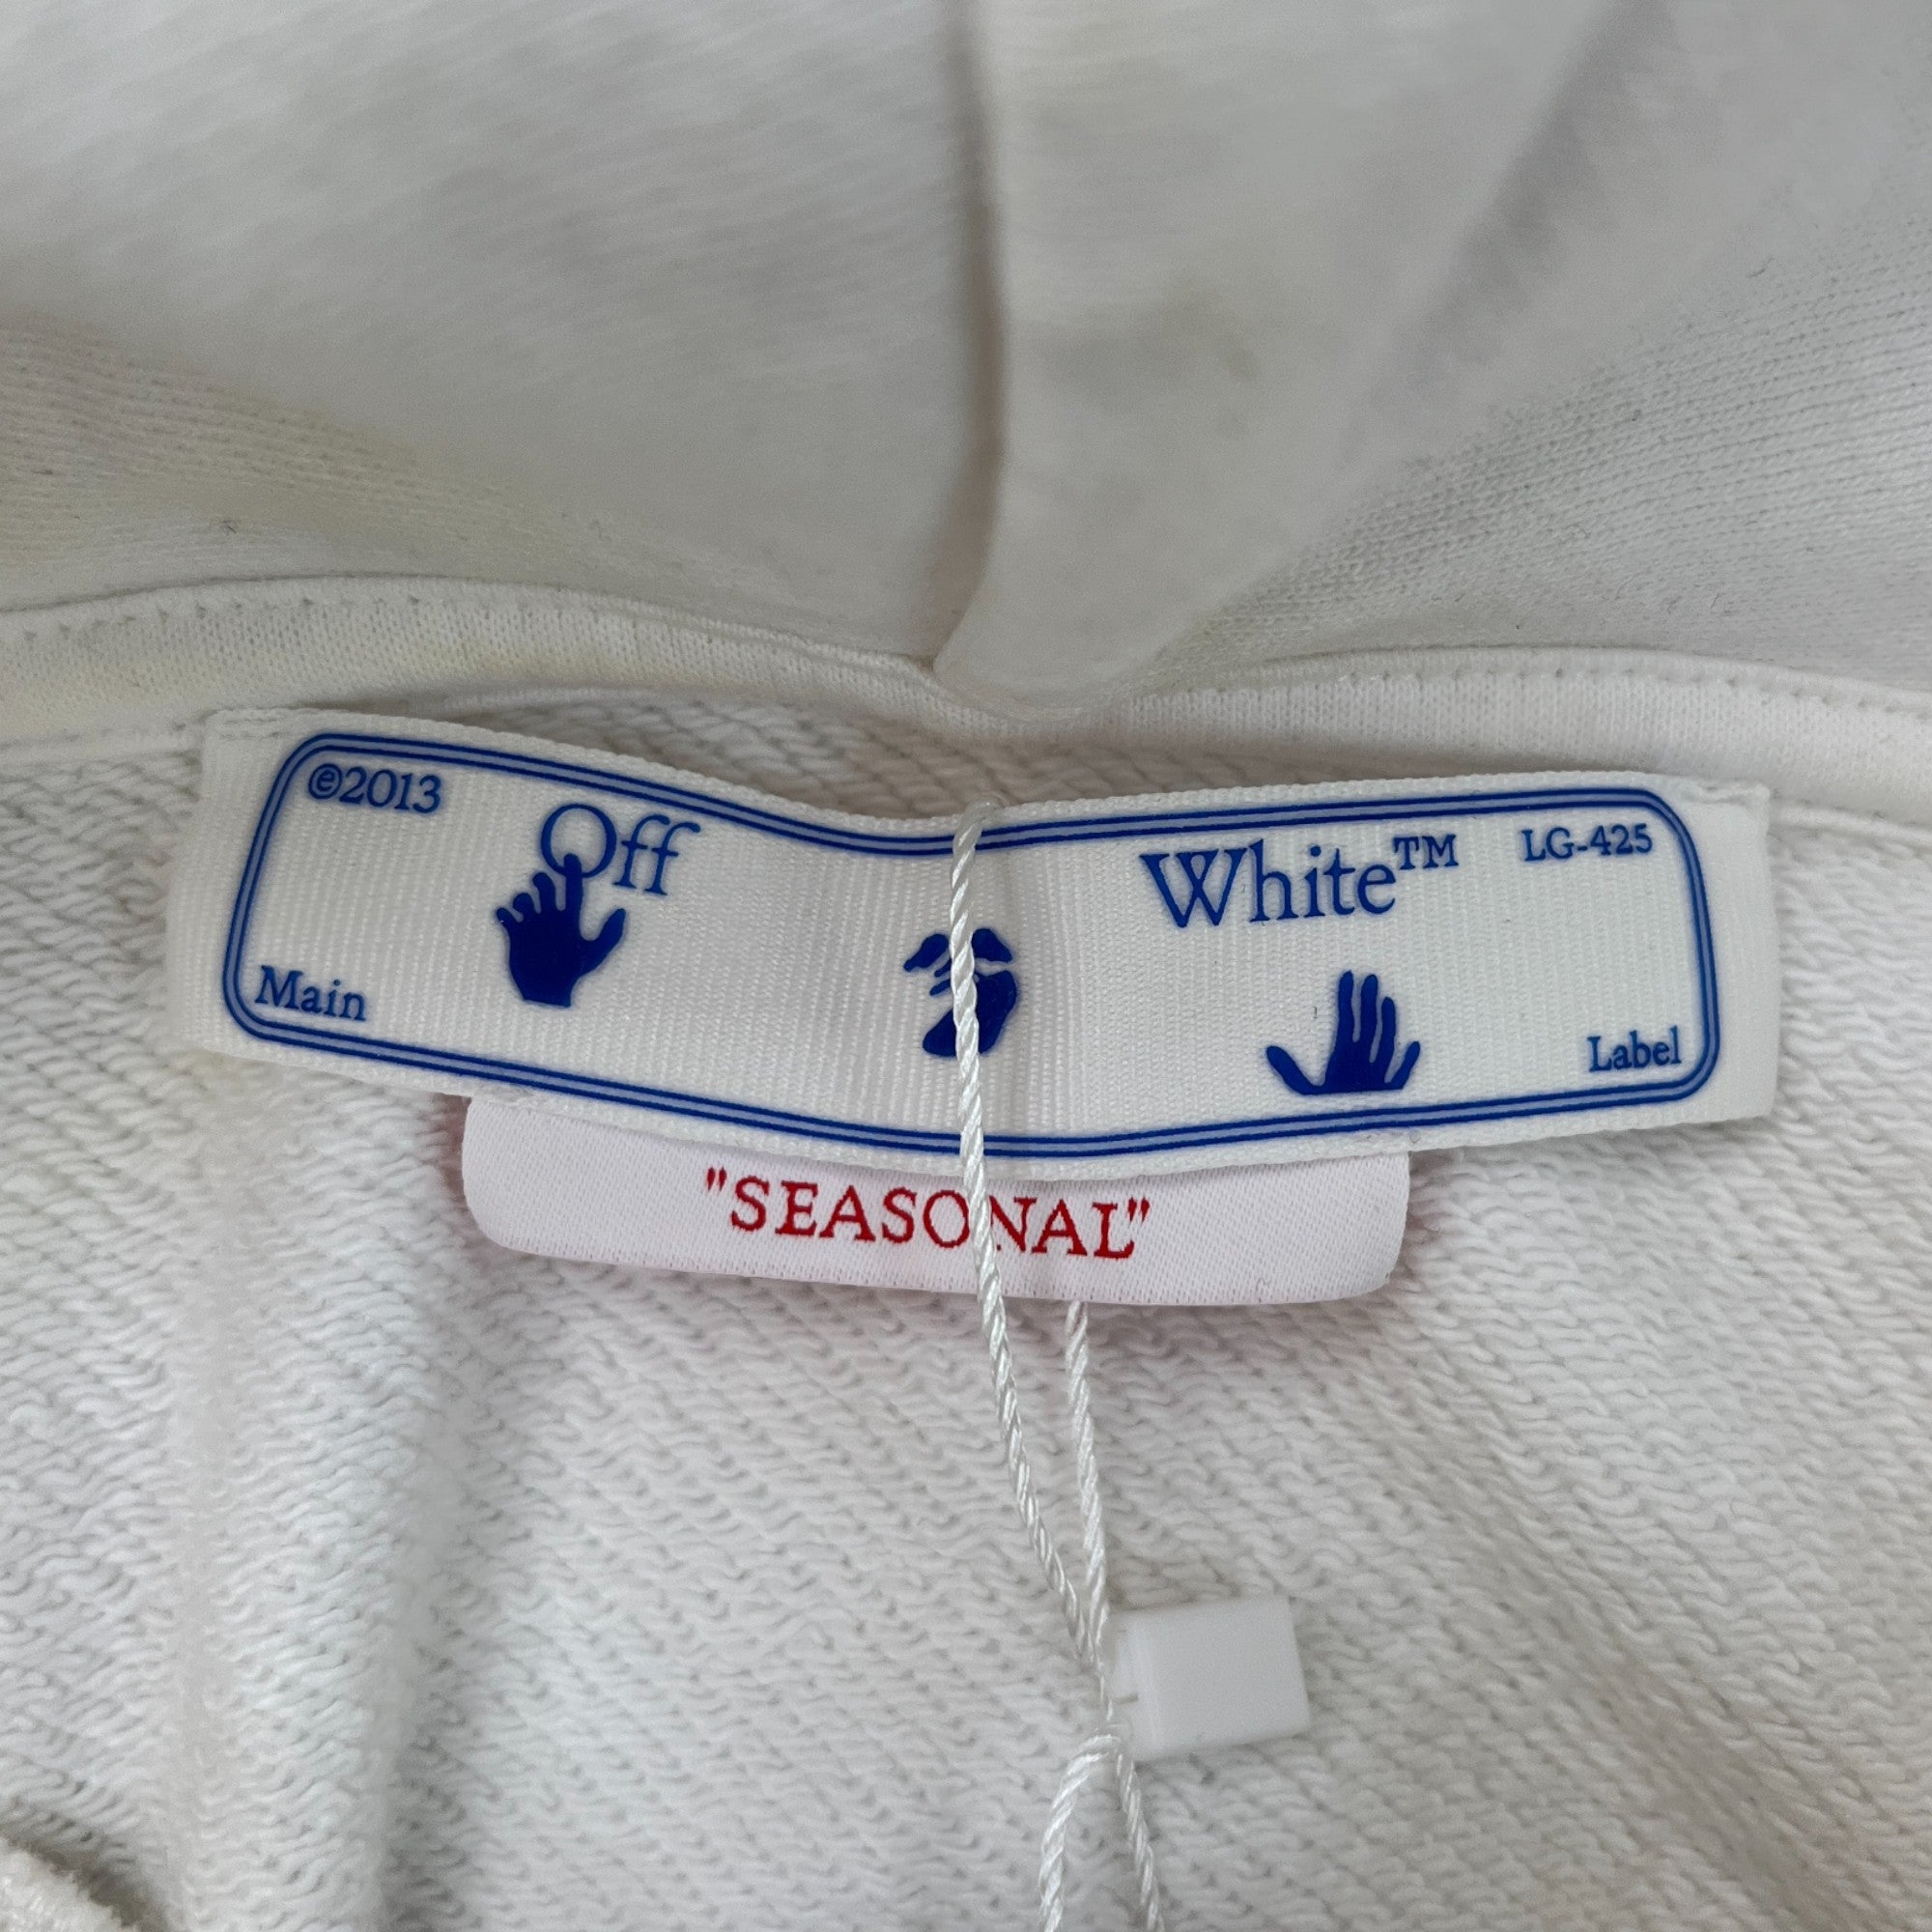 ©2013 Off White™ LG-425
Main Label
"SEASONAL"